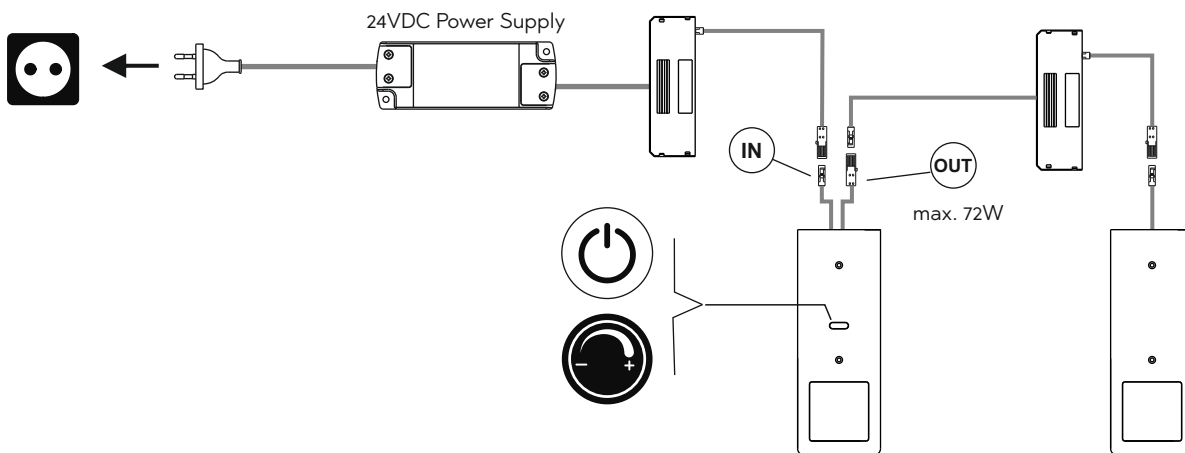 24VDC Power Supply
IN
OUT
max. 72W
− +